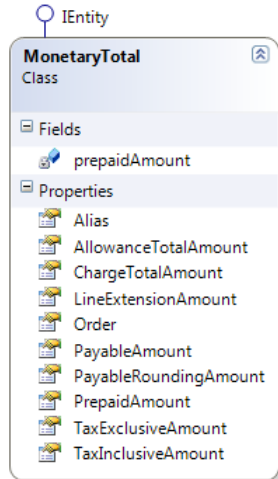 IEntity
MonetaryTotal
Class
Fields
prepaidAmount
Properties
Alias
AllowanceTotalAmount
ChargeTotalAmount
LineExtensionAmount
Order
PayableAmount
PayableRoundingAmount
PrepaidAmount
TaxExclusiveAmount
TaxInclusiveAmount